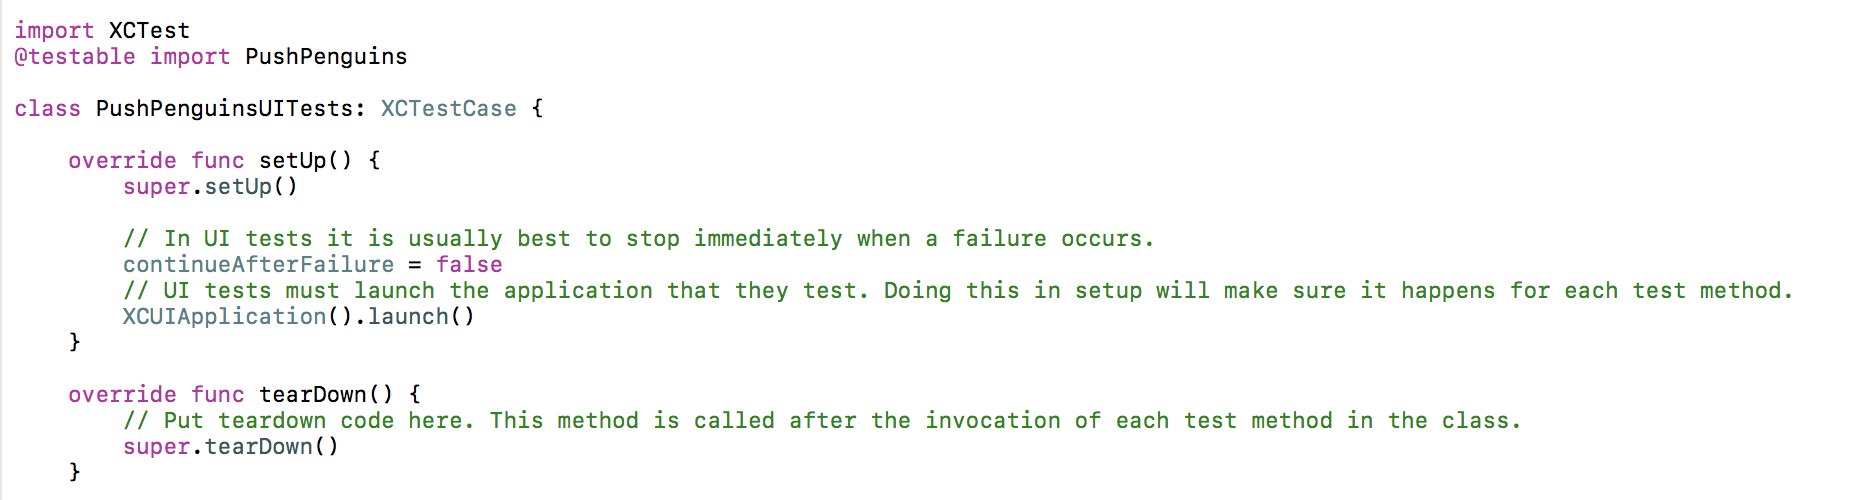 import XCTest
@testable import PushPenguins
class PushPenguinsUITests: XCTestCase {
override func setUp() {
super.setUp()
// In UI tests it is usually best to stop immediately when a failure occurs.
continueAfterFailure = false
// UI tests must launch the application that they test. Doing this in setup will make sure it happens for each test method.
XCUIApplication().launch()
}
override func tearDown() {
// Put teardown code here. This method is called after the invocation of each test method in the class.
super.tearDown()
}